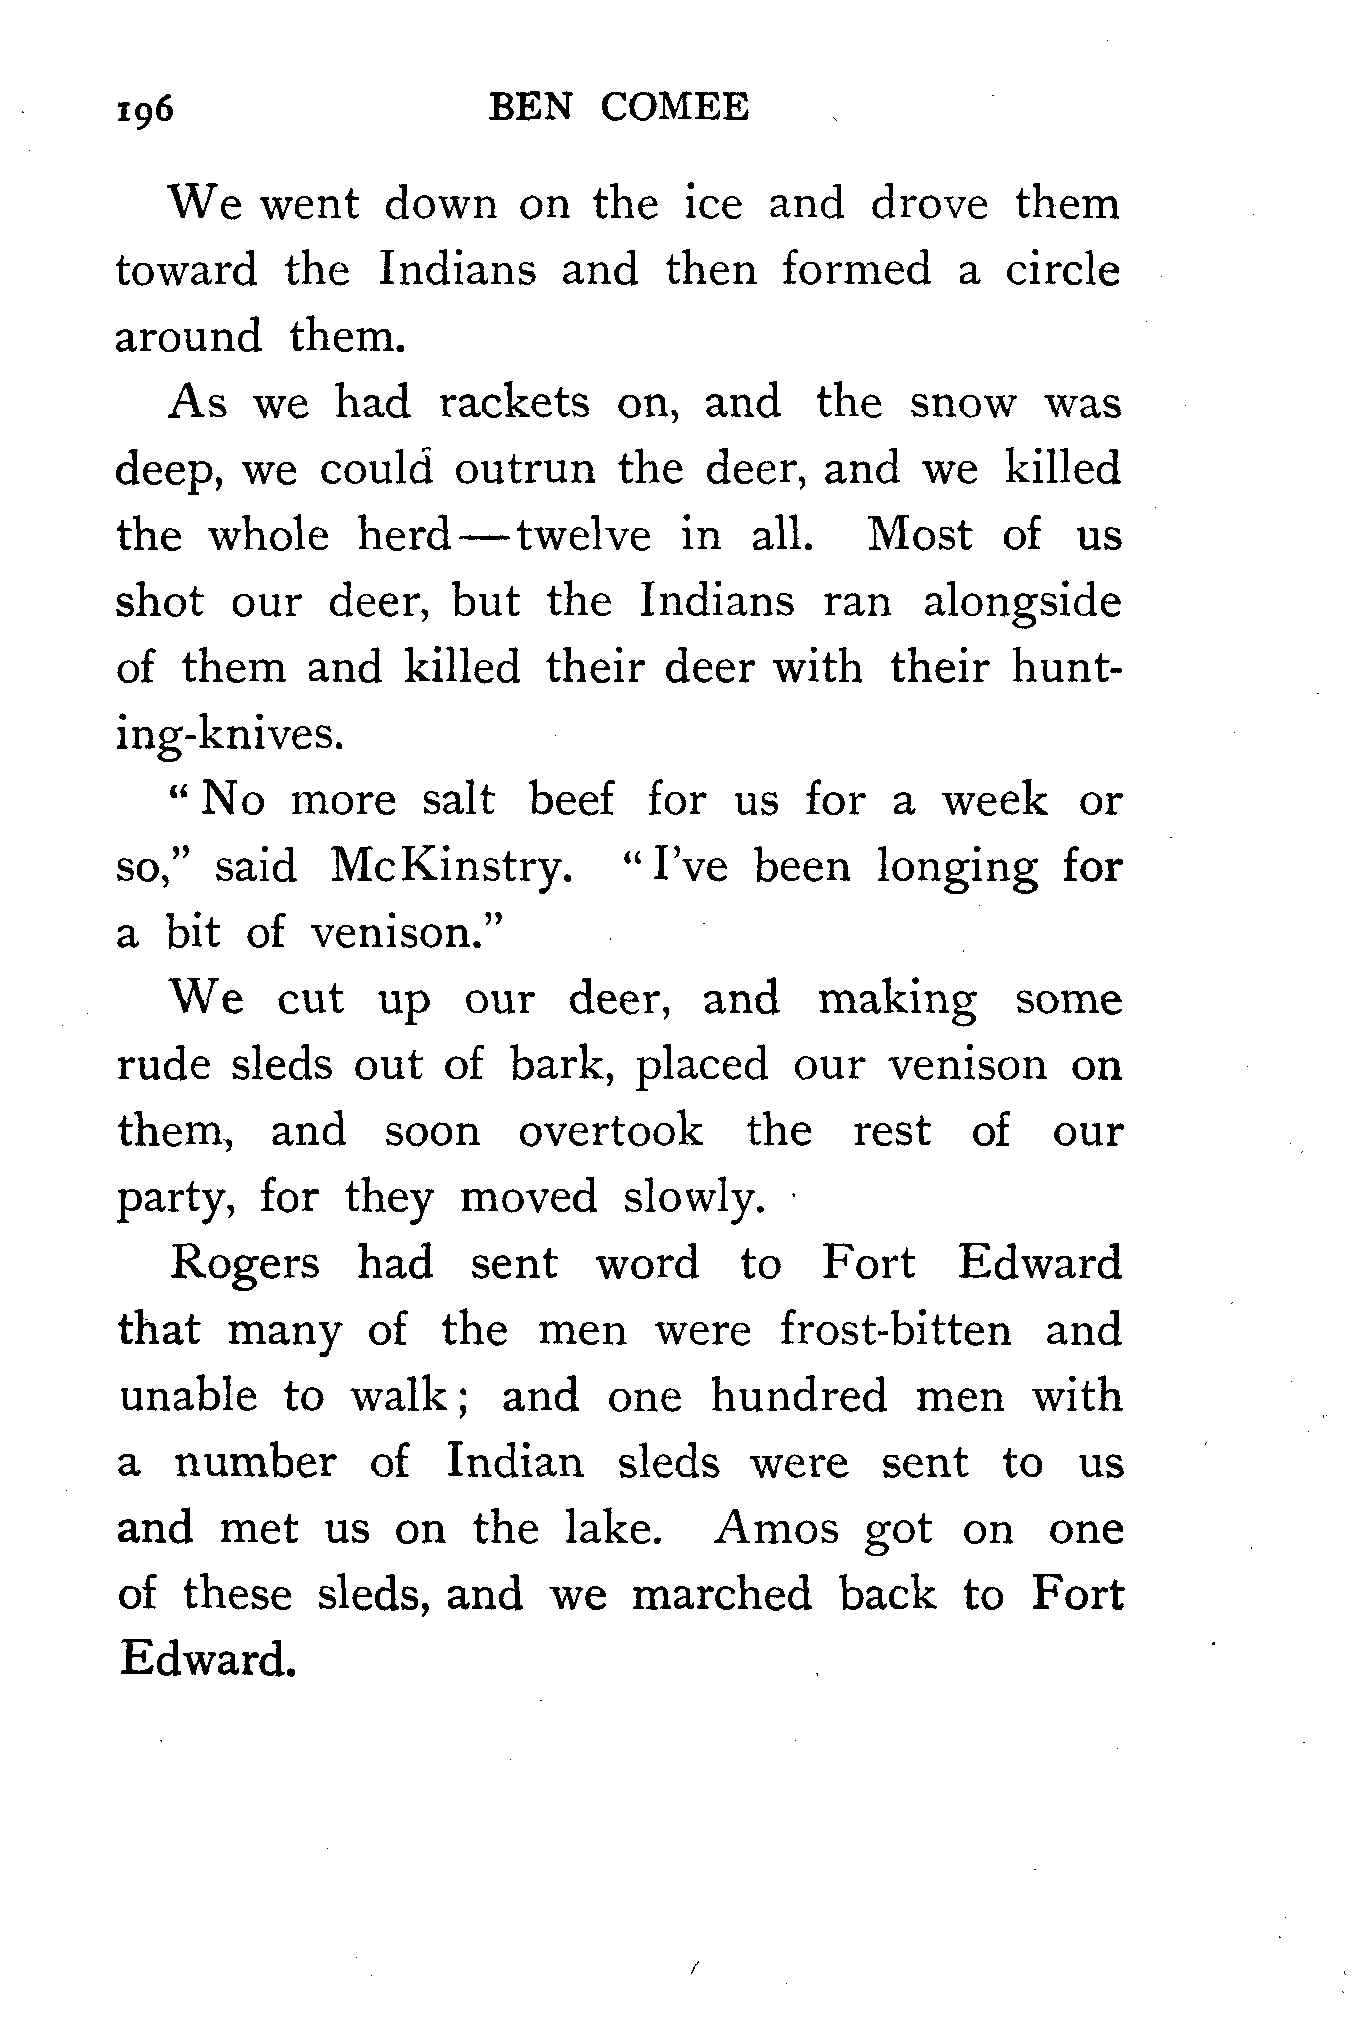 196 BEN COMEE
We went down on the ice and drove them
toward the Indians and then formed a circle
around them.
As we had rackets on, and the snow was
deep, we could outrun the deer, and we killed
the whole herd—twelve in all. Most of us
shot our deer, but the Indians ran alongside
of them and killed their deer with their hunt-
ing-knives.
“ No more salt beef for us for a week or
so,” said McKinstry. “ I’ve been longing for
a bit of venison.”
We cut up our deer, and making some
rude sleds out of bark, placed our venison on
them, and soon overtook the rest of our
party, for they moved slowly.
Rogers had sent word to Fort Edward
that many of the men were frost-bitten and
unable to walk ; and one hundred men with
a number of Indian sleds were sent to us
and met us on the lake. Amos got on one
of these sleds, and we marched back to Fort
Edward.